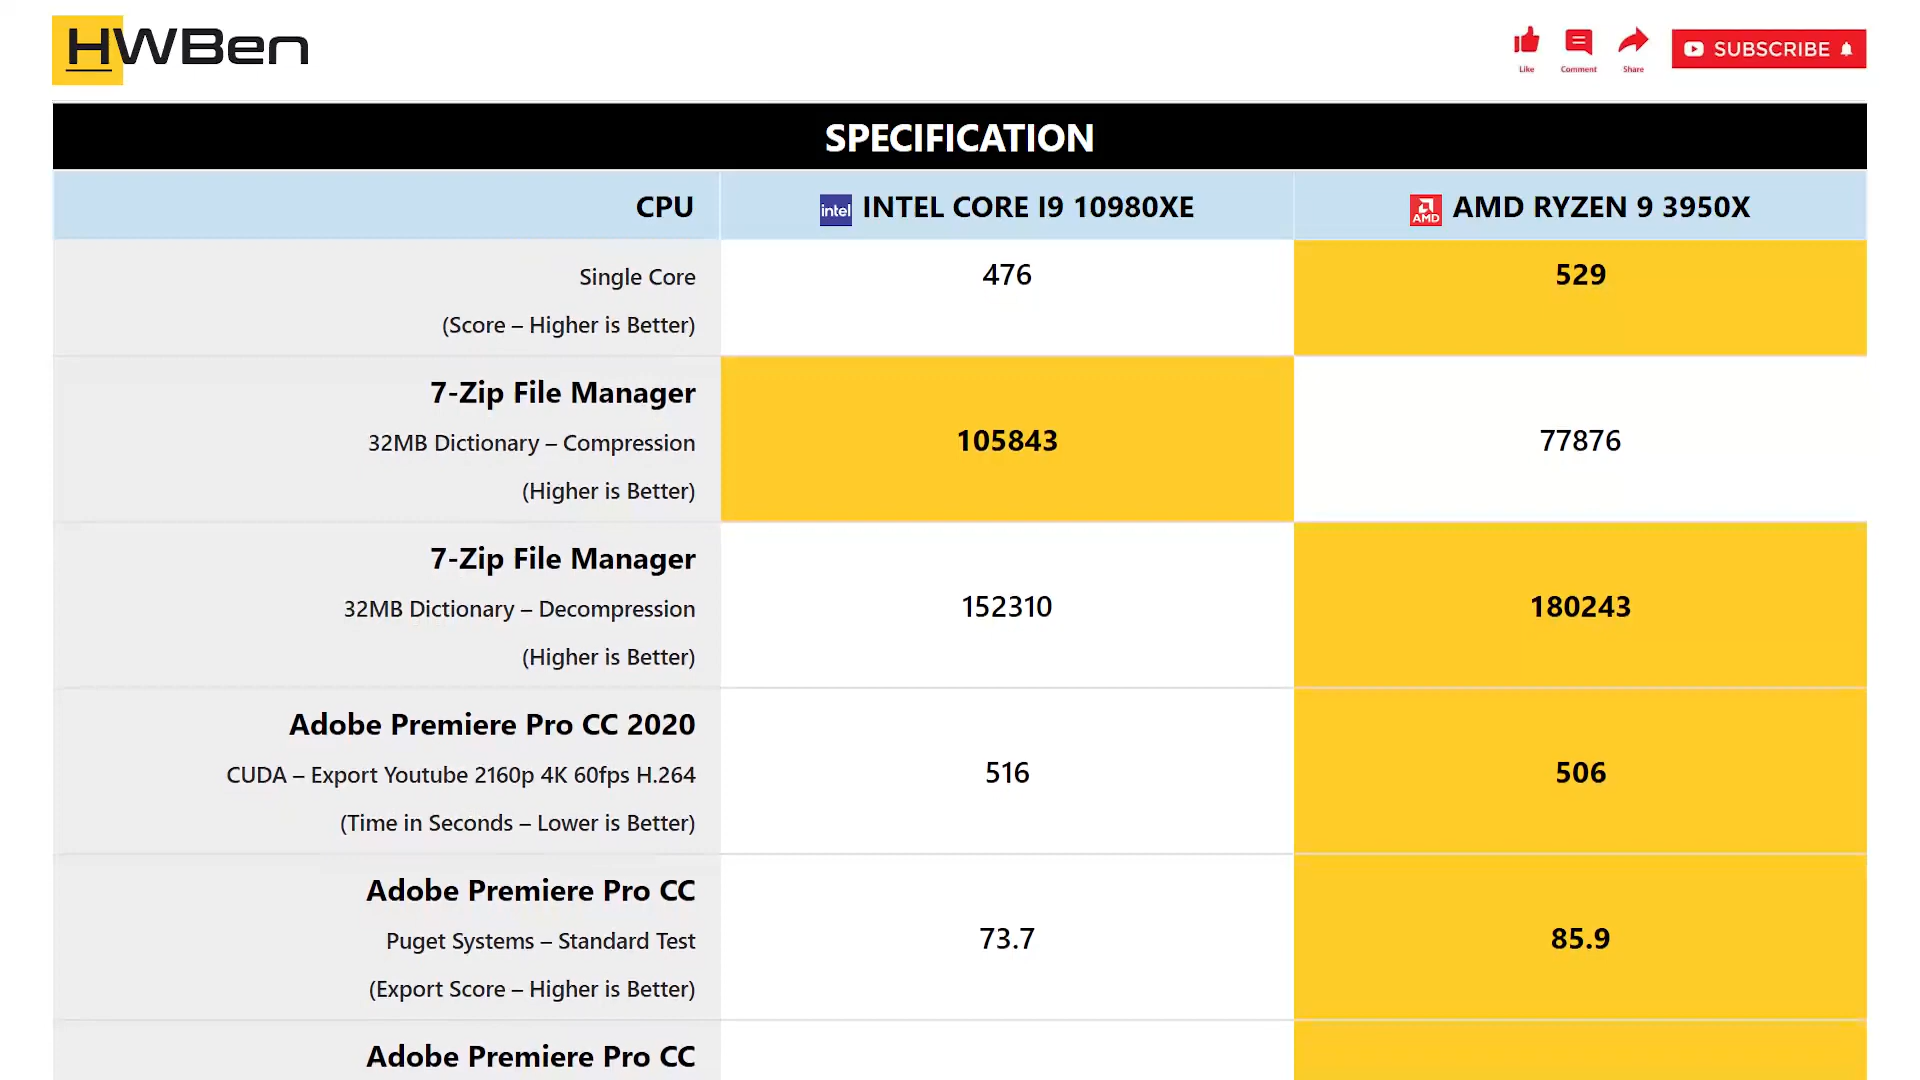 HWBen
Like
Comment
Share
SUBSCRIBE
SPECIFICATION
CPU
intel INTEL CORE I9 10980XE
AMD AMD RYZEN 9 3950X
Single Core
(Score – Higher is Better)
476
529
7-Zip File Manager
32MB Dictionary – Compression
(Higher is Better)
105843
77876
7-Zip File Manager
32MB Dictionary – Decompression
(Higher is Better)
152310
180243
Adobe Premiere Pro CC 2020
CUDA – Export Youtube 2160p 4K 60fps H.264
(Time in Seconds – Lower is Better)
516
506
Adobe Premiere Pro CC
Puget Systems – Standard Test
(Export Score – Higher is Better)
73.7
85.9
Adobe Premiere Pro CC